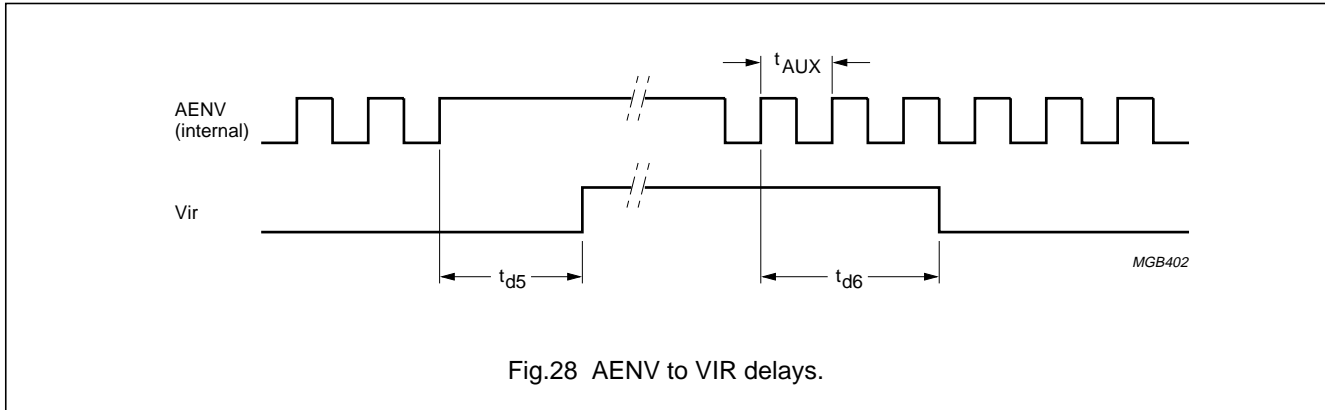 tAUX
AENV
(internal)
Vir
td5
td6
MGB402
Fig.28 AENV to VIR delays.